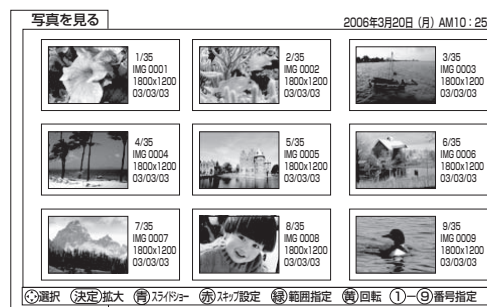 写真を見る
2006年3月20日（月）AM10：25
1/35
IMG 0001
1800x1200
03/03/03
2/35
IMG 0002
1800x1200
03/03/03
3/35
IMG 0003
1800x1200
03/03/03
4/35
IMG 0004
1800x1200
03/03/03
5/35
IMG 0005
1800x1200
03/03/03
6/35
IMG 0006
1800x1200
03/03/03
7/35
IMG 0007
1800x1200
03/03/03
8/35
IMG 0008
1800x1200
03/03/03
9/35
IMG 0009
1800x1200
03/03/03
選択 決定拡大 青スライドショー 赤スキップ設定 緑範囲指定 黄回転 ①－⑨番号指定